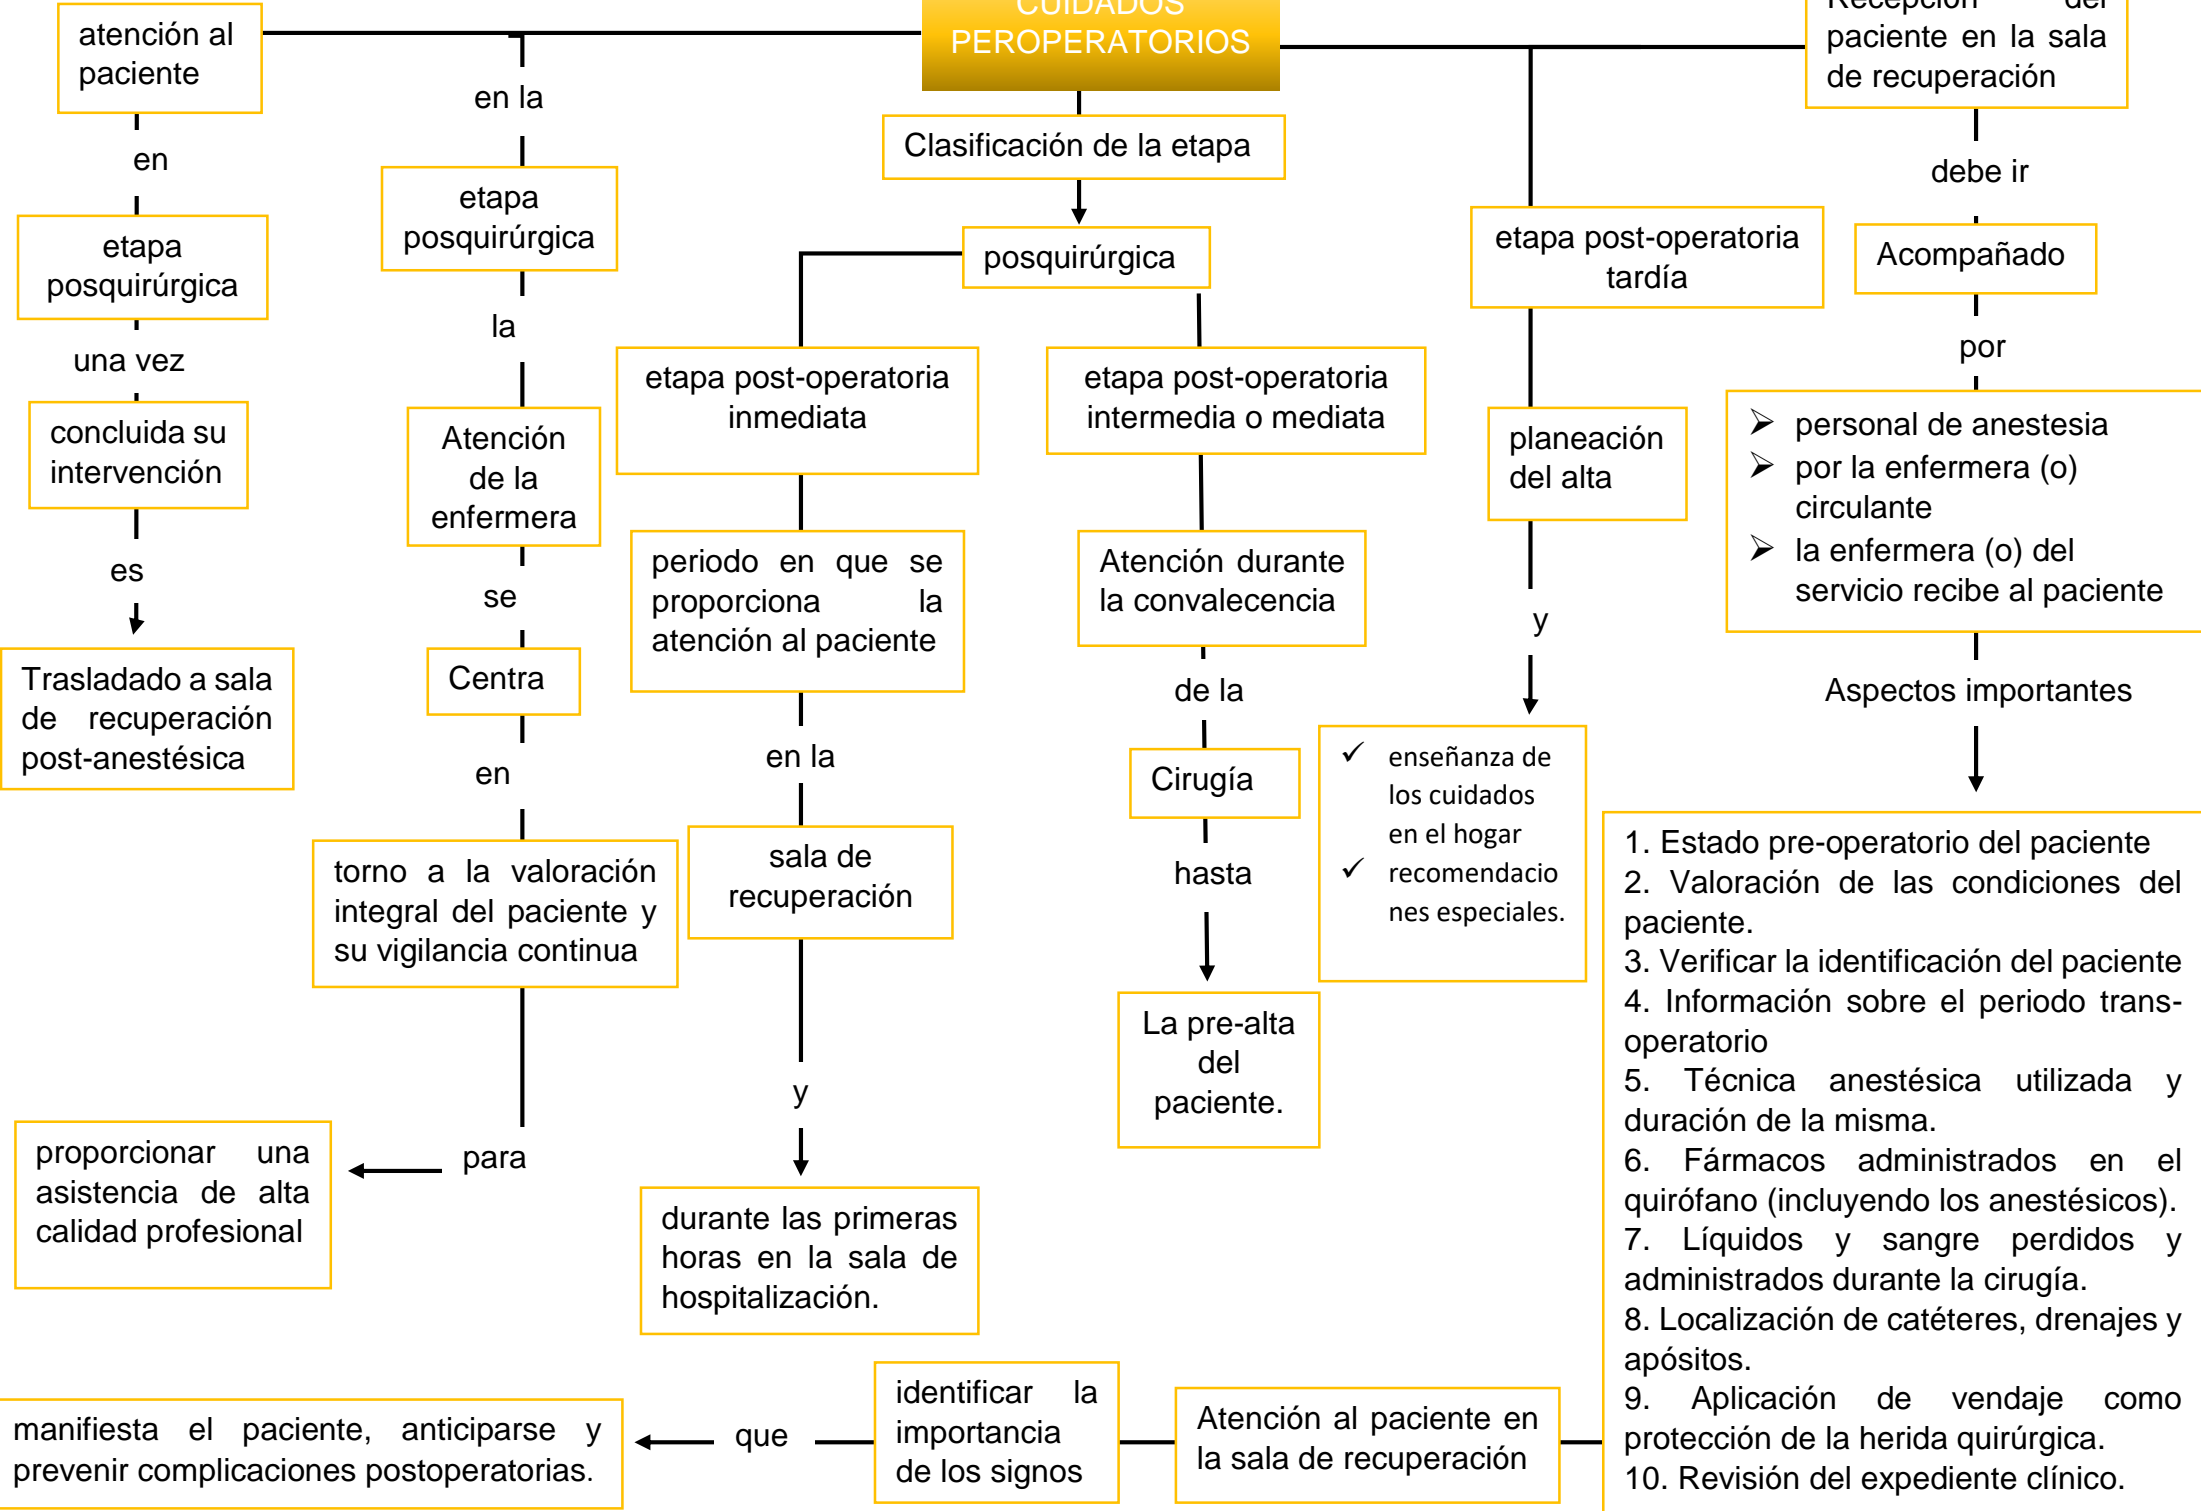 CUIDADOS
PEROPERATORIOS
atención al
paciente
en
etapa
posquirúrgica
una vez
concluida su
intervención
es
Trasladado a sala
de recuperación
post-anestésica
en la
etapa
posquirúrgica
la
Atención
de la
enfermera
se
Centra
en
torno a la valoración
integral del paciente y
su vigilancia continua
para
proporcionar una
asistencia de alta
calidad profesional
Clasificación de la etapa
posquirúrgica
etapa post-operatoria
inmediata
periodo en que se
proporciona la
atención al paciente
en la
sala de
recuperación
y
durante las primeras
horas en la sala de
hospitalización.
etapa post-operatoria
intermedia o mediata
Atención durante
la convalecencia
de la
Cirugía
hasta
La pre-alta
del
paciente.
etapa post-operatoria
tardía
planeación
del alta
y
✓ enseñanza de
los cuidados
en el hogar
✓ recomendacio
nes especiales.
Recepción del
paciente en la sala
de recuperación
debe ir
Acompañado
por
➢ personal de anestesia
➢ por la enfermera (o)
circulante
➢ la enfermera (o) del
servicio recibe al paciente
Aspectos importantes
1. Estado pre-operatorio del paciente
2. Valoración de las condiciones del
paciente.
3. Verificar la identificación del paciente
4. Información sobre el periodo trans-
operatorio
5. Técnica anestésica utilizada y
duración de la misma.
6. Fármacos administrados en el
quirófano (incluyendo los anestésicos).
7. Líquidos y sangre perdidos y
administrados durante la cirugía.
8. Localización de catéteres, drenajes y
apósitos.
9. Aplicación de vendaje como
protección de la herida quirúrgica.
10. Revisión del expediente clínico.
Atención al paciente en
la sala de recuperación
identificar la
importancia
de los signos
que
manifiesta el paciente, anticiparse y
prevenir complicaciones postoperatorias.